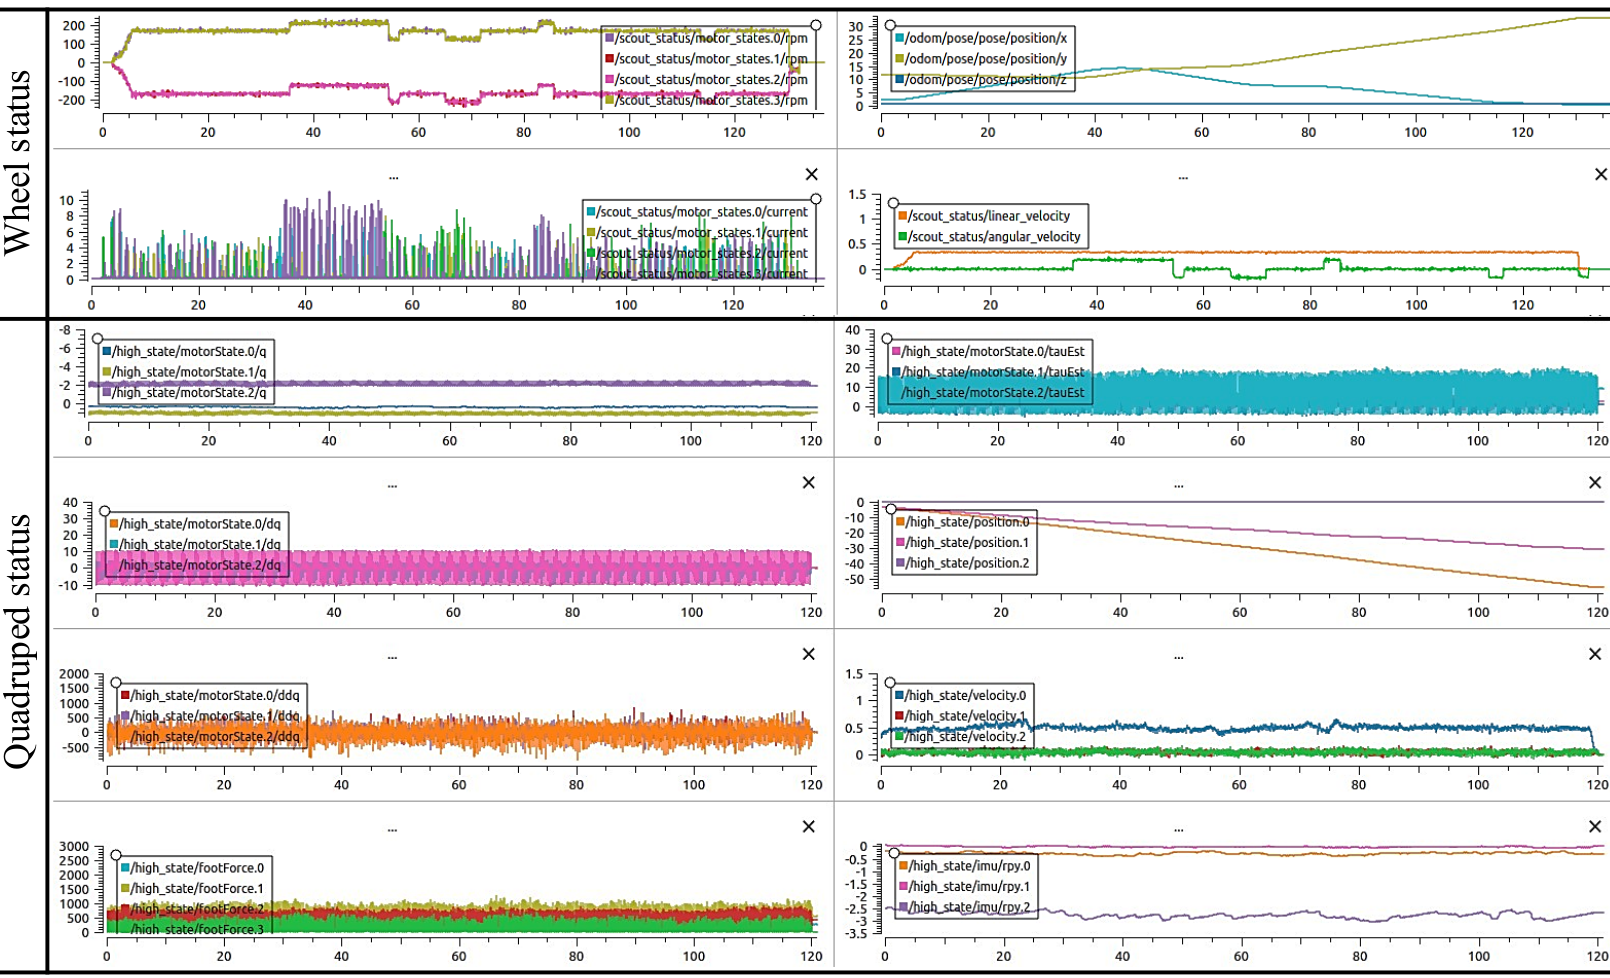 Wheel status
200
100
0
-100
-200
/scout_status/motor_states.0/rpm
/scout_status/motor_states.1/rpm
/scout_status/motor_states.2/rpm
/scout_status/motor_states.3/rpm
0 20 40 60 80 100 120
30
25
20
15
10
5
0
/odom/pose/pose/position/x
/odom/pose/pose/position/y
/odom/pose/pose/position/z
0 20 40 60 80 100 120
...
10
8
6
4
2
0
/scout_status/motor_states.0/current
/scout_status/motor_states.1/current
/scout_status/motor_states.2/current
/scout_status/motor_states.3/current
0 20 40 60 80 100 120
...
1.5
1
0.5
0
/scout_status/linear_velocity
/scout_status/angular_velocity
0 20 40 60 80 100 120
Quadruped status
-8
-6
-4
-2
0
/high_state/motorState.0/q
/high_state/motorState.1/q
/high_state/motorState.2/q
0 20 40 60 80 100 120
40
30
20
10
0
/high_state/motorState.0/tauEst
/high_state/motorState.1/tauEst
/high_state/motorState.2/tauEst
0 20 40 60 80 100 120
...
40
30
20
10
0
-10
/high_state/motorState.0/dq
/high_state/motorState.1/dq
/high_state/motorState.2/dq
0 20 40 60 80 100 120
...
0
-10
-20
-30
-40
-50
/high_state/position.0
/high_state/position.1
/high_state/position.2
0 20 40 60 80 100 120
...
2000
1500
1000
500
0
-500
/high_state/motorState.0/ddq
/high_state/motorState.1/ddq
/high_state/motorState.2/ddq
0 20 40 60 80 100 120
...
1.5
1
0.5
0
/high_state/velocity.0
/high_state/velocity.1
/high_state/velocity.2
0 20 40 60 80 100 120
...
3000
2500
2000
1500
1000
500
0
/high_state/footForce.0
/high_state/footForce.1
/high_state/footForce.2
/high_state/footForce.3
0 20 40 60 80 100 120
...
0
-0.5
-1
-1.5
-2
-2.5
-3
-3.5
/high_state/imu/rpy.0
/high_state/imu/rpy.1
/high_state/imu/rpy.2
0 20 40 60 80 100 120